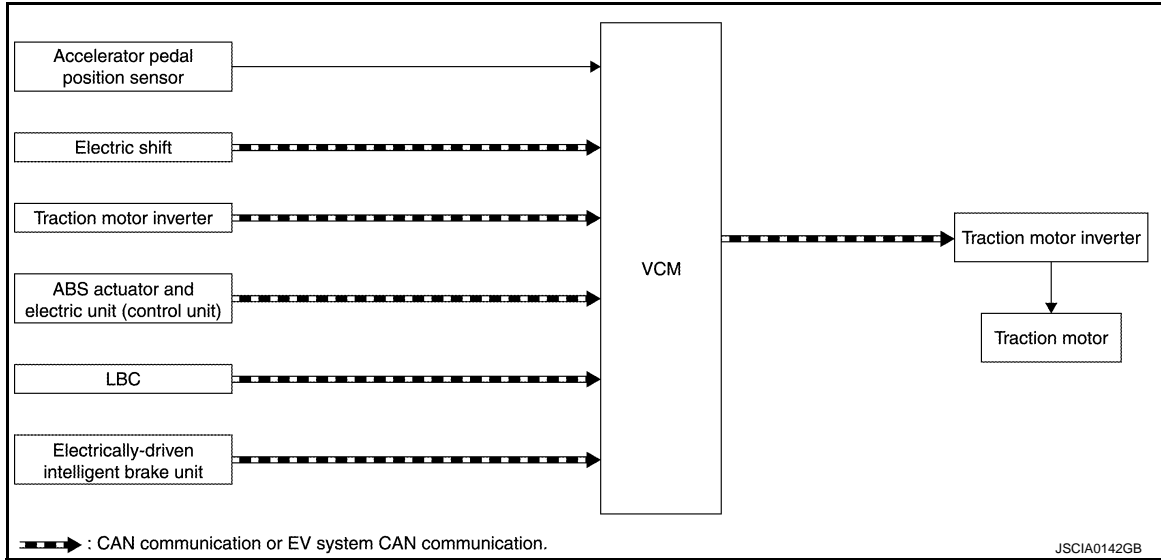 Accelerator pedal
position sensor
Electric shift
Traction motor inverter
ABS actuator and
electric unit (control unit)
LBC
Electrically-driven
intelligent brake unit
VCM
Traction motor inverter
Traction motor
: CAN communication or EV system CAN communication.
JSCIA0142GB